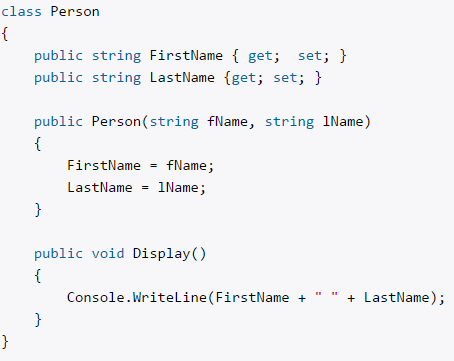 class Person
{
    public string FirstName { get;  set; }
    public string LastName {get; set; }

    public Person(string fName, string lName)
    {
        FirstName = fName;
        LastName = lName;
    }

    public void Display()
    {
        Console.WriteLine(FirstName + " " + LastName);
    }
}